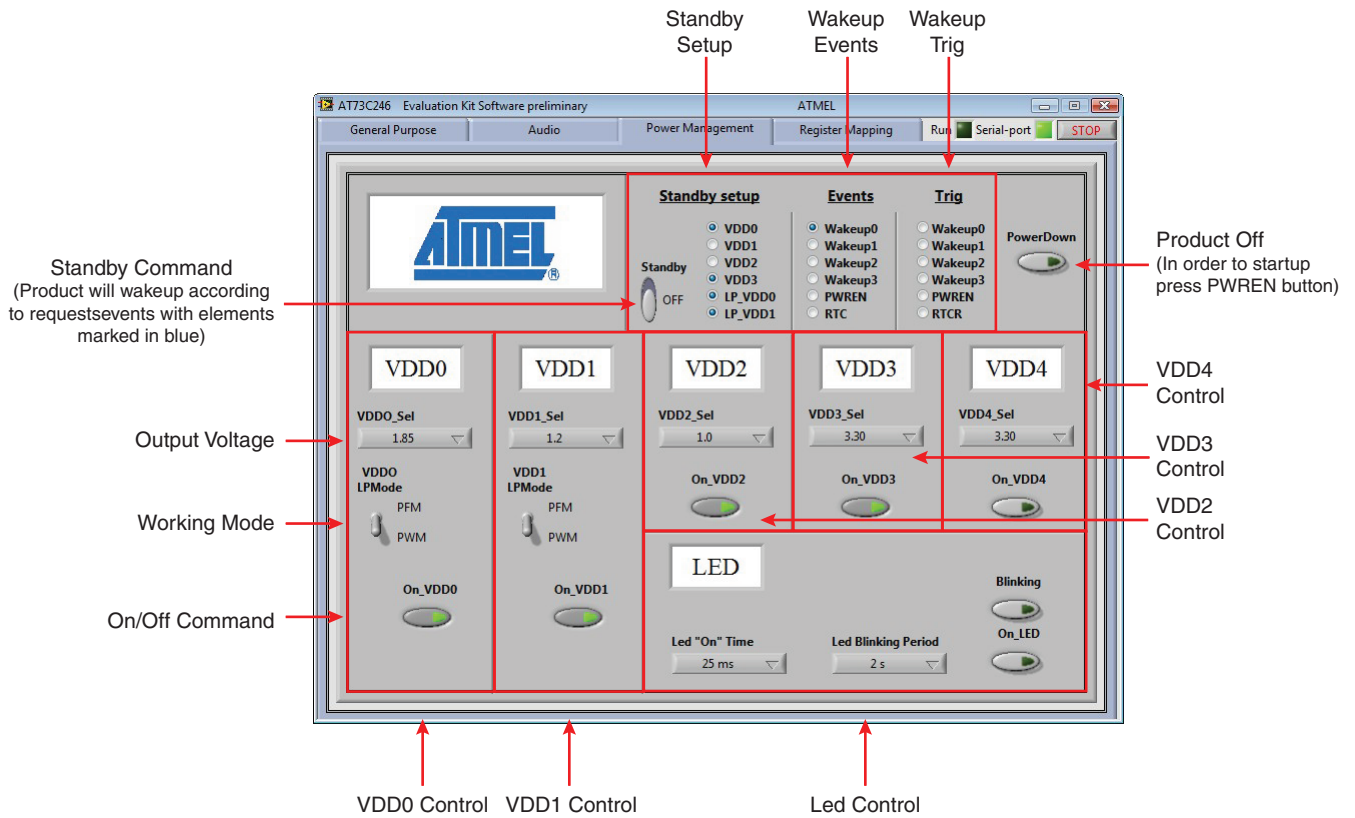 Standby
Setup
Wakeup
Events
Wakeup
Trig
AT73C246 Evaluation Kit Software preliminary
ATMEL
General Purpose
Audio
Power Management
Register Mapping
Run
Serial-port
STOP
ATMEL
®
Standby setup
Standby
OFF
VDD0
VDD1
VDD2
VDD3
LP_VDD0
LP_VDD1
Events
Wakeup0
Wakeup1
Wakeup2
Wakeup3
PWREN
RTC
Trig
Wakeup0
Wakeup1
Wakeup2
Wakeup3
PWREN
RTCR
PowerDown
Product Off
(In order to startup
press PWREN button)
Standby Command
(Product will wakeup according
to requestsevents with elements
marked in blue)
VDD0
VDDO_Sel
1.85
VDDO
LPMode
PFM
PWM
On_VDD0
VDD1
VDD1_Sel
1.2
VDD1
LPMode
PFM
PWM
On_VDD1
VDD2
VDD2_Sel
1.0
On_VDD2
VDD3
VDD3_Sel
3.30
On_VDD3
VDD4
VDD4_Sel
3.30
On_VDD4
Output Voltage
Working Mode
On/Off Command
VDD4
Control
VDD3
Control
VDD2
Control
LED
Led "On" Time
25 ms
Led Blinking Period
2 s
Blinking
On_LED
VDD0 Control
VDD1 Control
Led Control